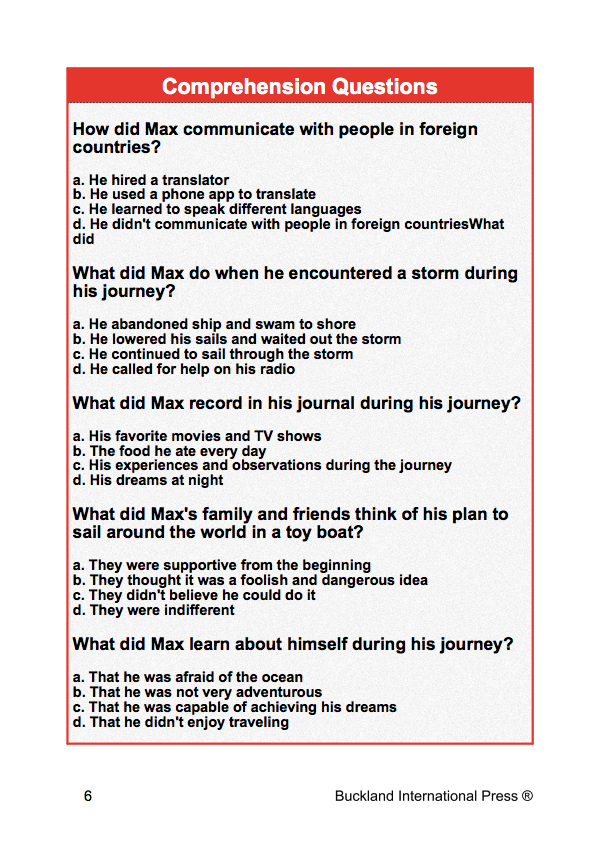 Comprehension Questions
How did Max communicate with people in foreign
countries?
a. He hired a translator
b. He used a phone app to translate
c. He learned to speak different languages
d. He didn't communicate with people in foreign countriesWhat
did
What did Max do when he encountered a storm during
his journey?
a. He abandoned ship and swam to shore
b. He lowered his sails and waited out the storm
c. He continued to sail through the storm
d. He called for help on his radio
What did Max record in his journal during his journey?
a. His favorite movies and TV shows
b. The food he ate every day
c. His experiences and observations during the journey
d. His dreams at night
What did Max's family and friends think of his plan to
sail around the world in a toy boat?
a. They were supportive from the beginning
b. They thought it was a foolish and dangerous idea
c. They didn't believe he could do it
d. They were indifferent
What did Max learn about himself during his journey?
a. That he was afraid of the ocean
b. That he was not very adventurous
c. That he was capable of achieving his dreams
d. That he didn't enjoy traveling
6 Buckland International Press ®